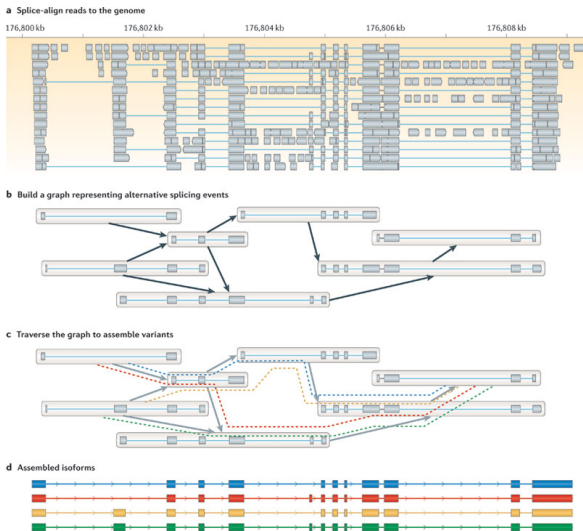 a Splice-align reads to the genome
176,800 kb 176,802 kb 176,804 kb 176,806 kb 176,808 kb
b Build a graph representing alternative splicing events
c Traverse the graph to assemble variants
d Assembled isoforms